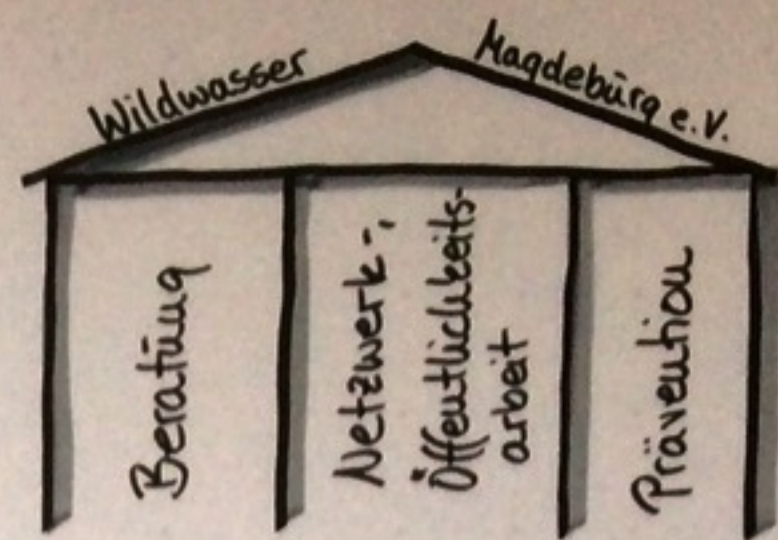 Wildwasser
Magdeburg e.V.
Beratung
Netzwerk-,
Öffentlichkeits-
arbeit
Prävention